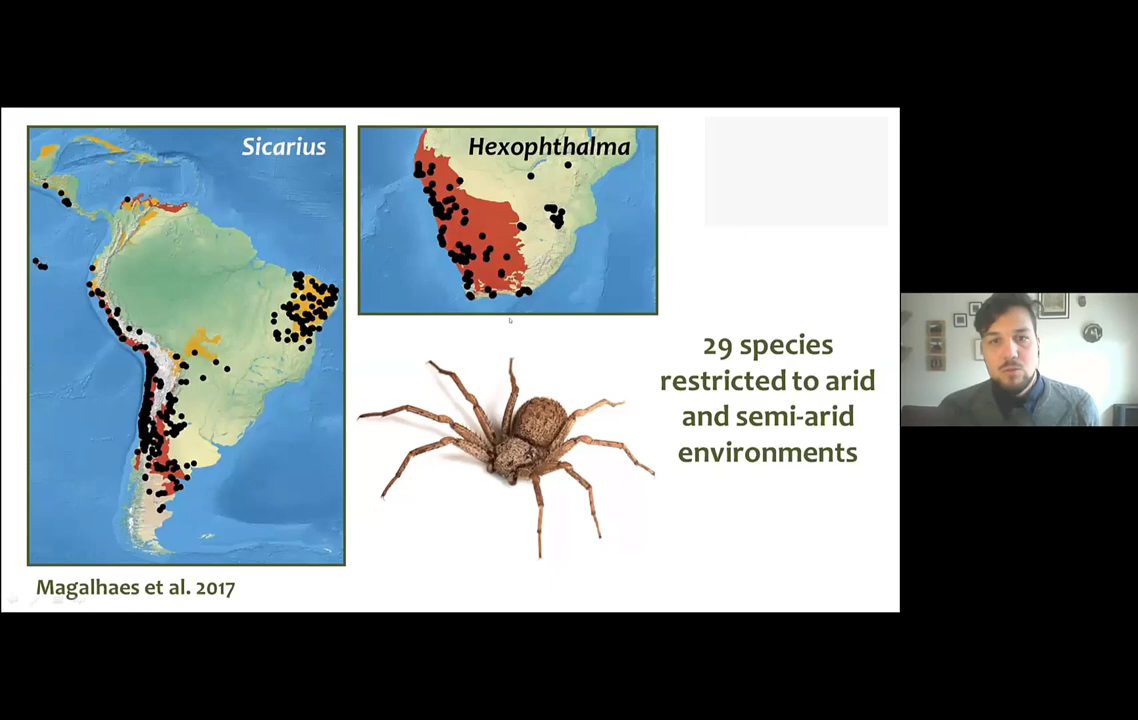 Sicarius
Hexophthalma
29 species
restricted to arid
and semi-arid
environments
Magalhaes et al. 2017